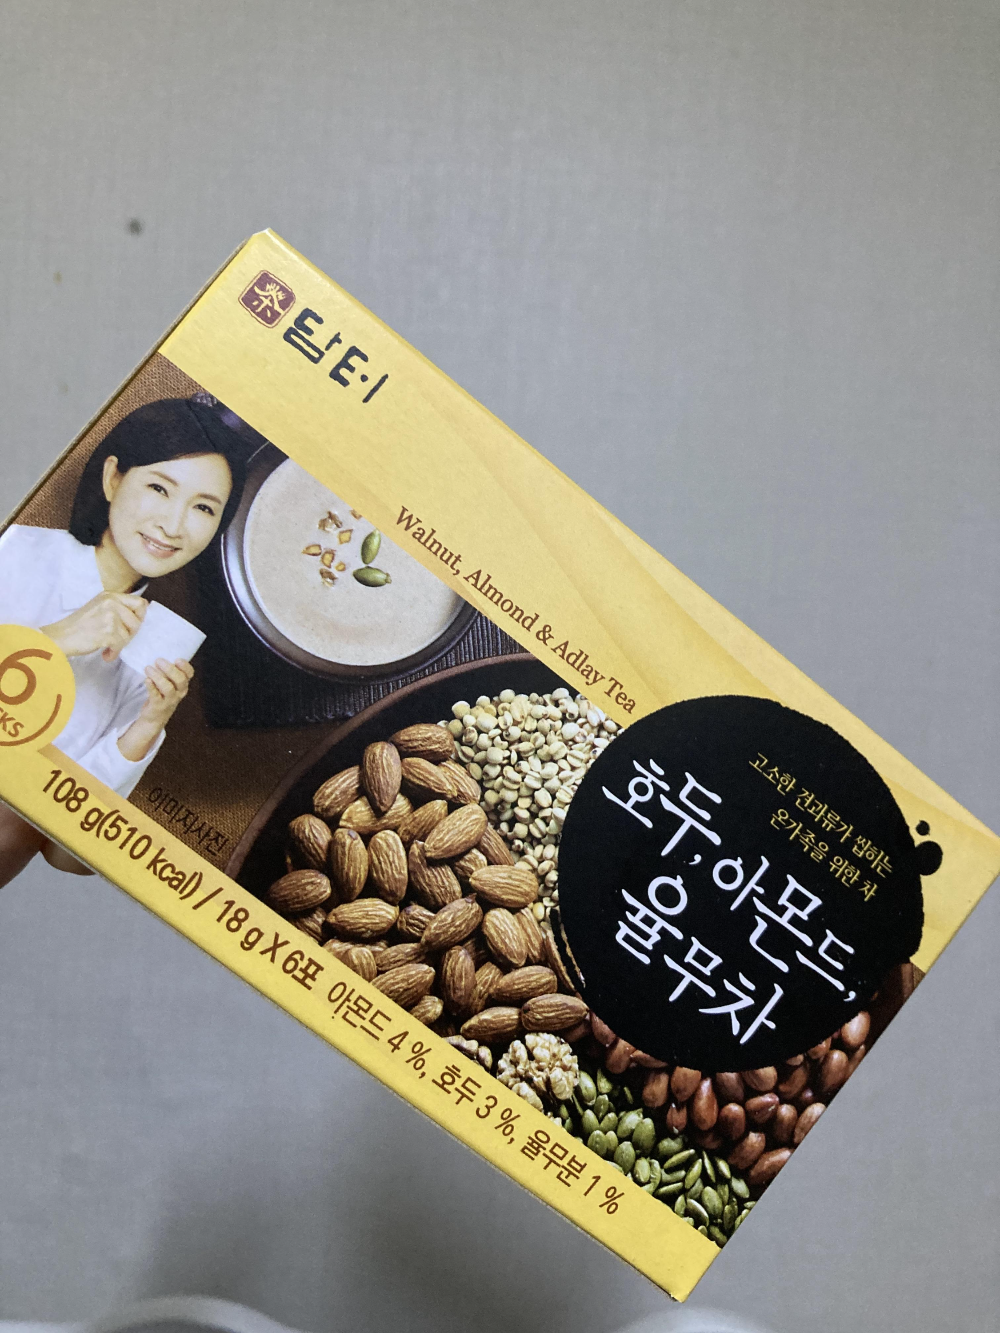 茶
담터
Walnut, Almond & Adlay Tea
고소한 견과류가 씹히는
온가족을 위한 차
호두, 아몬드,
율무차
6
이미지사진
108 g(510 kcal) / 18 g X 6포 아몬드 4 %, 호두 3 %, 율무분 1 %